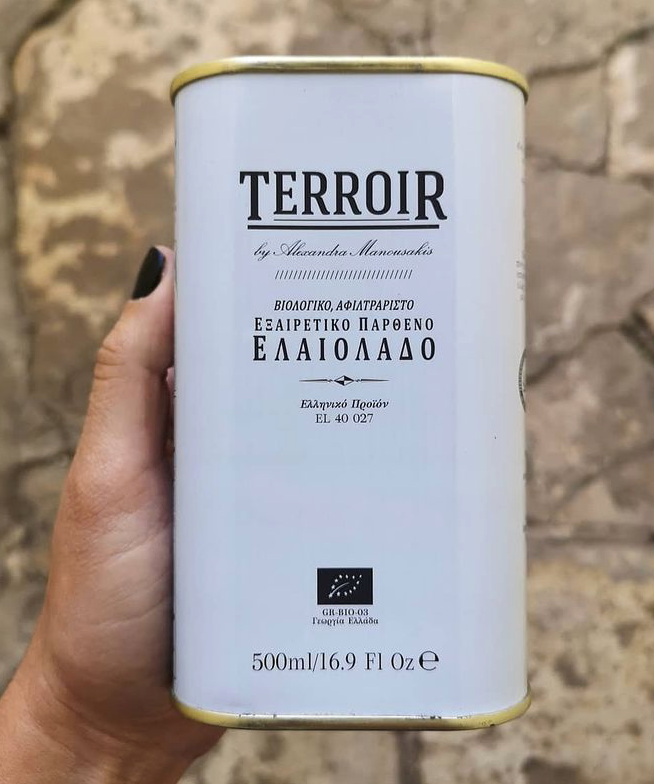 TERROIR
by Alexandra Manousakis
ΒΙΟΛΟΓΙΚΟ, ΑΦΙΛΤΡΑΡΙΣΤΟ
ΕΞΑΙΡΕΤΙΚΟ ΠΑΡΘΕΝΟ
ΕΛΑΙΟΛΑΔΟ
Ελληνικό Προϊόν
EL 40 027
GR-BIO-03
Γεωργία Ελλάδα
500ml/16.9 Fl Oz ℮